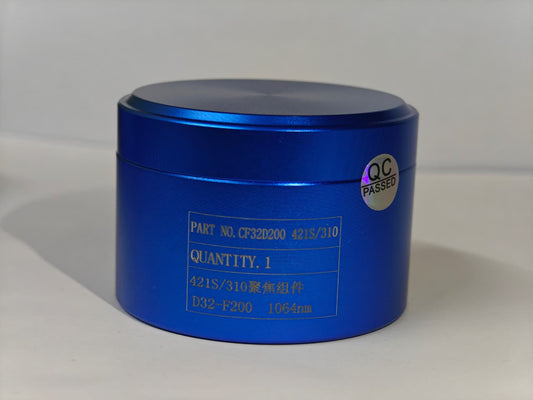 QC
PASSED
PART NO.CF32D200 421S/310
QUANTITY.1
421S/310聚焦组件
D32-F200 1064nm